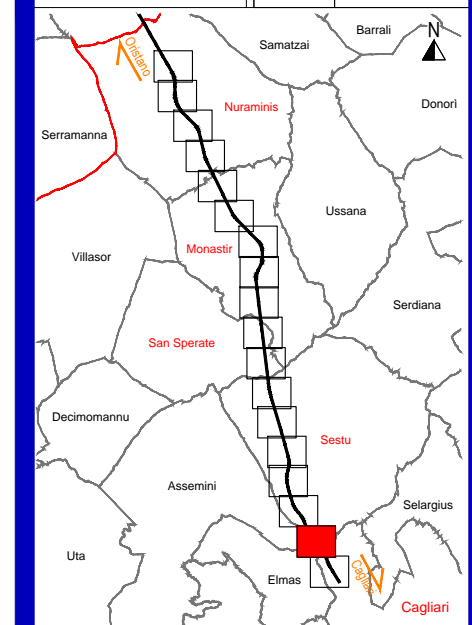 Barrali
N
Samatzai
Oristano
Nuraminis
Donorì
Serramanna
Ussana
Monastir
Villasor
Serdiana
San Sperate
Decimomannu
Sestu
Assemini
Selargius
Uta
Elmas
Cagliari
Cagliari